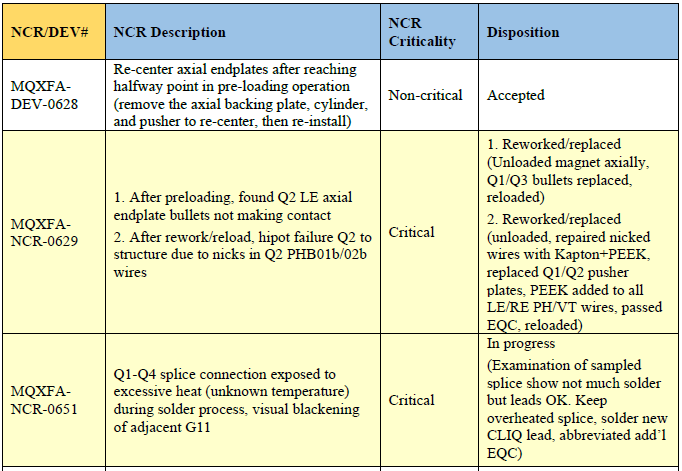 NCR/DEV#
NCR Description
NCR
Criticality
Disposition
MQXFA-
DEV-0628
Re-center axial endplates after reaching
halfway point in pre-loading operation
(remove the axial backing plate, cylinder,
and pusher to re-center, then re-install)
Non-critical
Accepted
MQXFA-
NCR-0629
1. After preloading, found Q2 LE axial
endplate bullets not making contact
2. After rework/reload, hipot failure Q2 to
structure due to nicks in Q2 PHB01b/02b
wires
Critical
1. Reworked/replaced
(Unloaded magnet axially,
Q1/Q3 bullets replaced,
reloaded)
2. Reworked/replaced
(unloaded, repaired nicked
wires with Kapton+PEEK,
replaced Q1/Q2 pusher
plates, PEEK added to all
LE/RE PH/VT wires, passed
EQC, reloaded)
MQXFA-
NCR-0651
Q1-Q4 splice connection exposed to
excessive heat (unknown temperature)
during solder process, visual blackening
of adjacent G11
Critical
In progress
(Examination of sampled
splice show not much solder
but leads OK. Keep
overheated splice, solder new
CLIQ lead, abbreviated add’l
EQC)